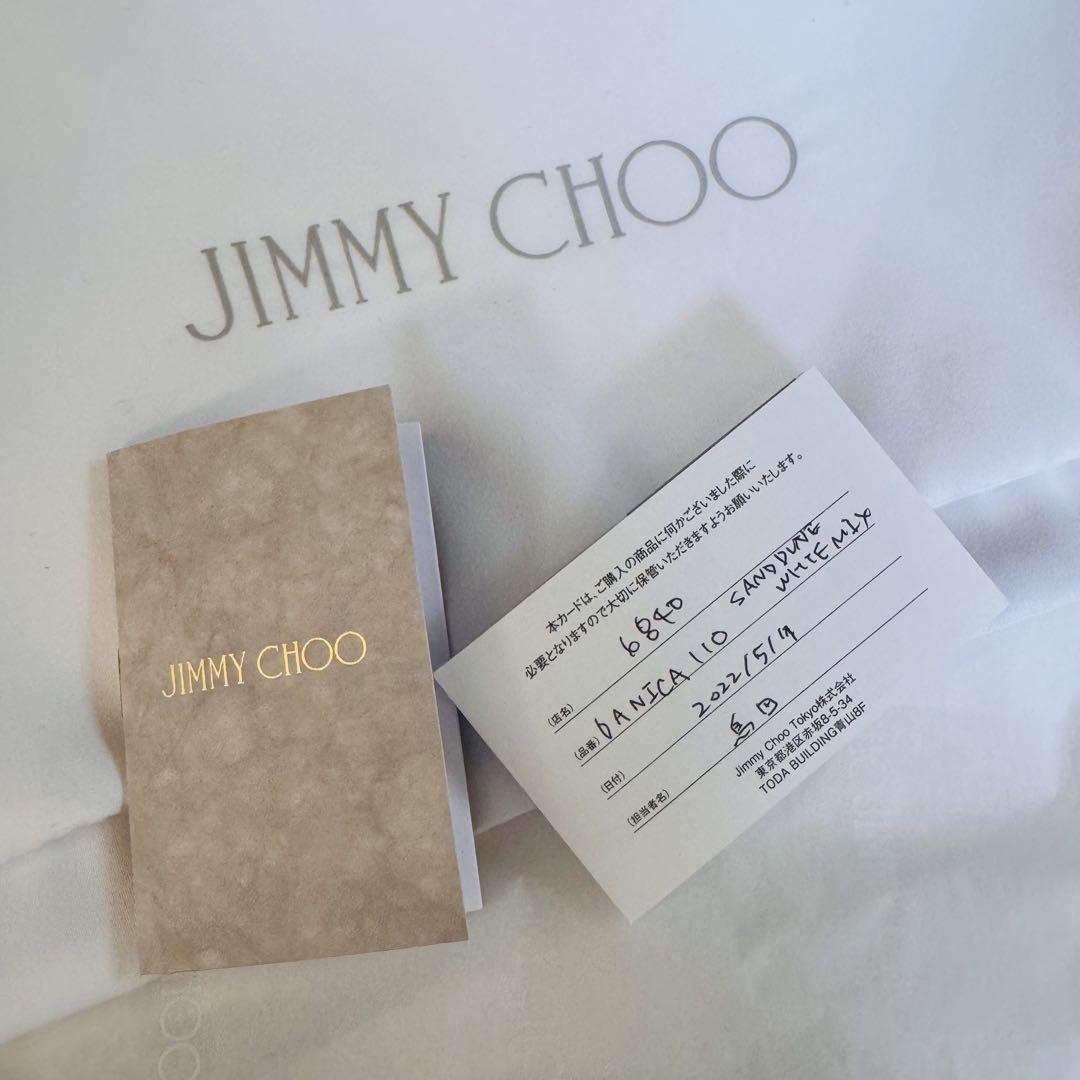 JIMMY CHOO
JIMMY CHOO
本カードは、ご購入の商品に何かございました際に
必要となりますので大切に保管いただきますようお願いいたします。
(店名) 6840
(品番) DANICA 110 SANDDUNE
WHITE MIX
(日付) 2022/5/17
(担当者名)
Jimmy Choo Tokyo株式会社
東京都港区赤坂8-5-34
TODA BUILDING青山8F